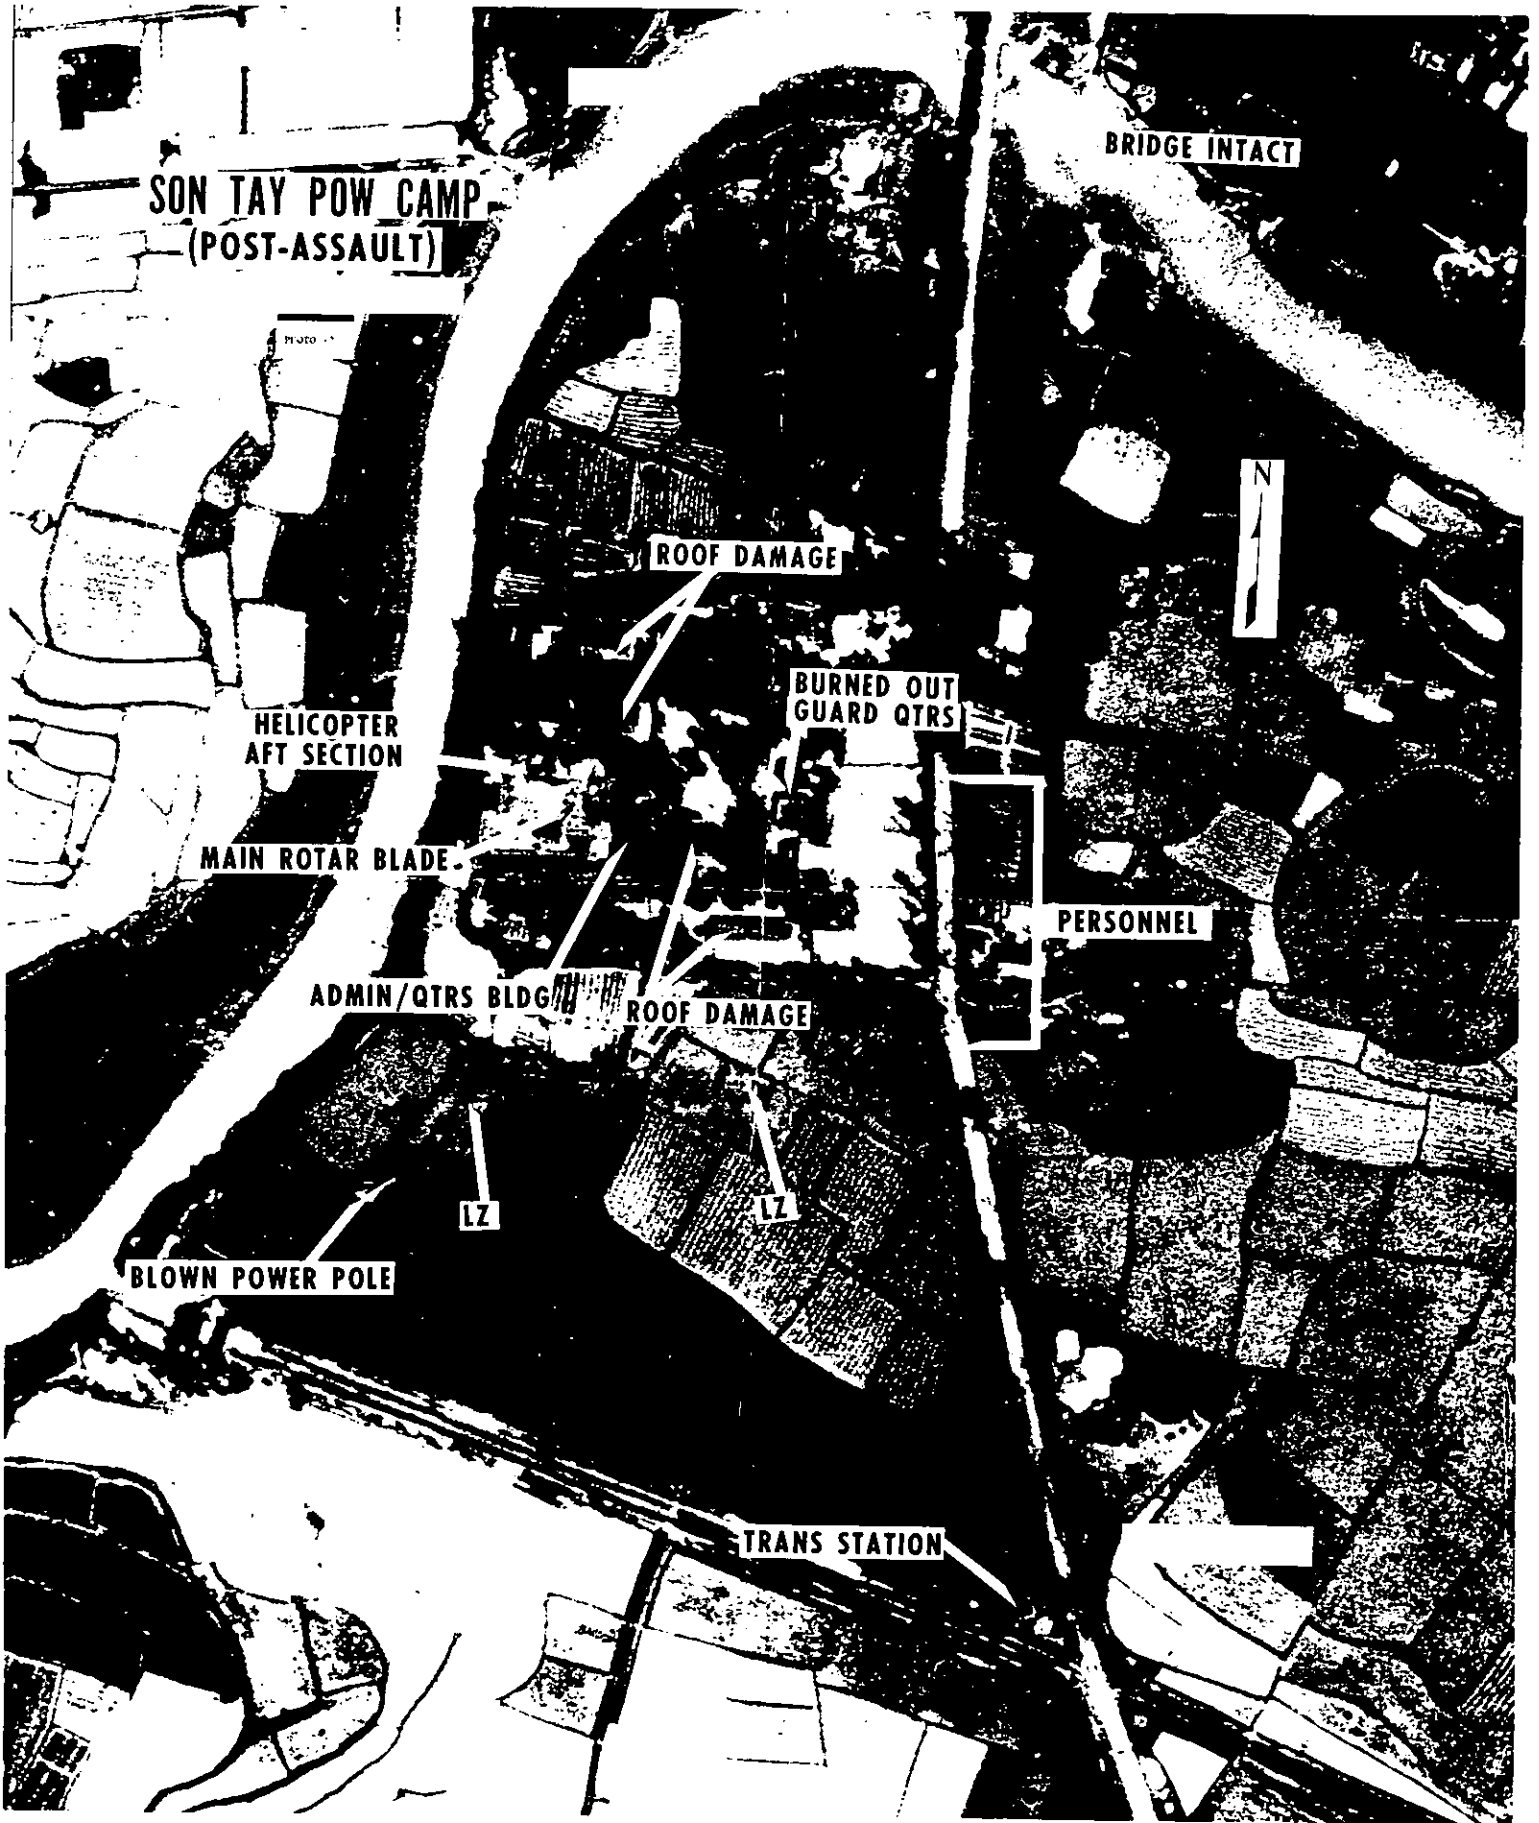 BRIDGE INTACT
SON TAY POW CAMP
(POST-ASSAULT)
PHOTO
N
ROOF DAMAGE
BURNED OUT
GUARD QTRS
HELICOPTER
AFT SECTION
MAIN ROTAR BLADE
PERSONNEL
ADMIN/QTRS BLDG
ROOF DAMAGE
LZ
LZ
BLOWN POWER POLE
TRANS STATION